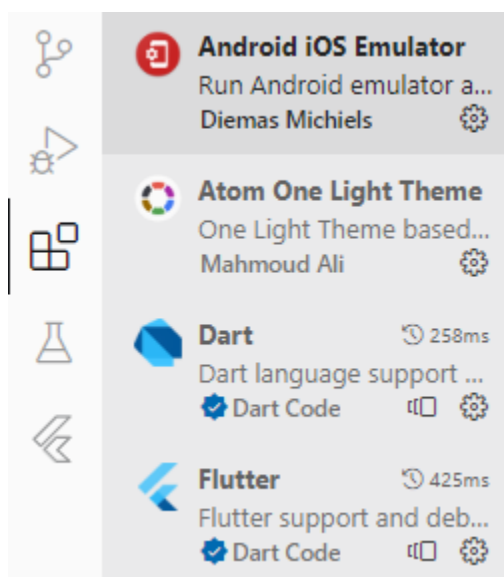 Android iOS Emulator
Run Android emulator a...
Diemas Michiels
Atom One Light Theme
One Light Theme based...
Mahmoud Ali
Dart 258ms
Dart language support ...
Dart Code
Flutter 425ms
Flutter support and deb...
Dart Code